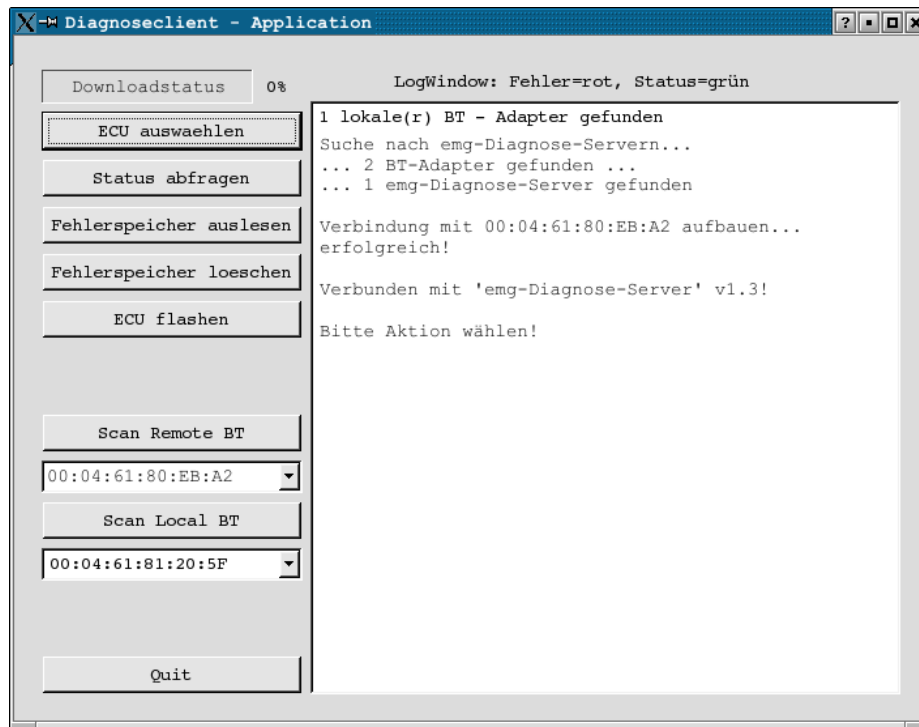 Diagnoseclient - Application
Downloadstatus 0%
LogWindow: Fehler=rot, Status=grün
ECU auswaehlen
Status abfragen
Fehlerspeicher auslesen
Fehlerspeicher loeschen
ECU flashen
Scan Remote BT
00:04:61:80:EB:A2
Scan Local BT
00:04:61:81:20:5F
Quit
1 lokale(r) BT - Adapter gefunden
Suche nach emg-Diagnose-Servern...
... 2 BT-Adapter gefunden ...
... 1 emg-Diagnose-Server gefunden
Verbindung mit 00:04:61:80:EB:A2 aufbauen...
erfolgreich!
Verbunden mit 'emg-Diagnose-Server' v1.3!
Bitte Aktion wählen!